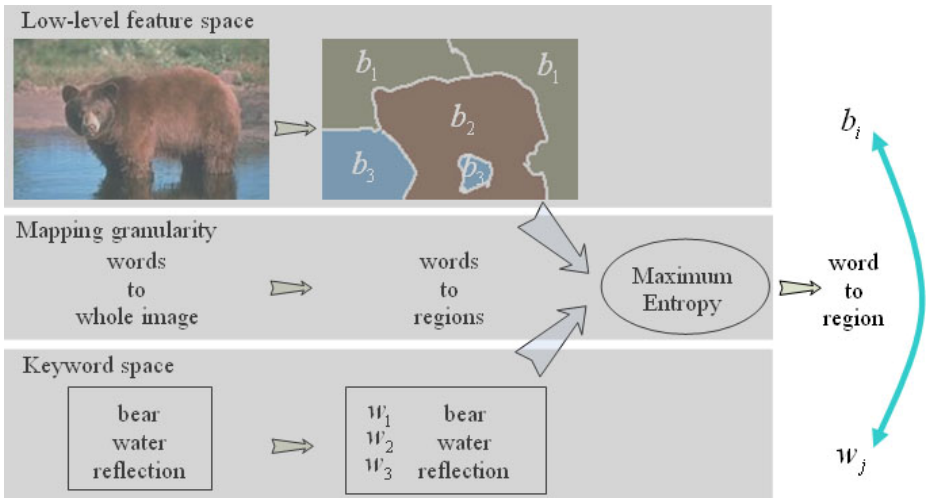 Low-level feature space
b1
b1
b2
b3
b3
bi
Mapping granularity
words
to
whole image
words
to
regions
Maximum
Entropy
word
to
region
Keyword space
bear
water
reflection
w1 bear
w2 water
w3 reflection
wj